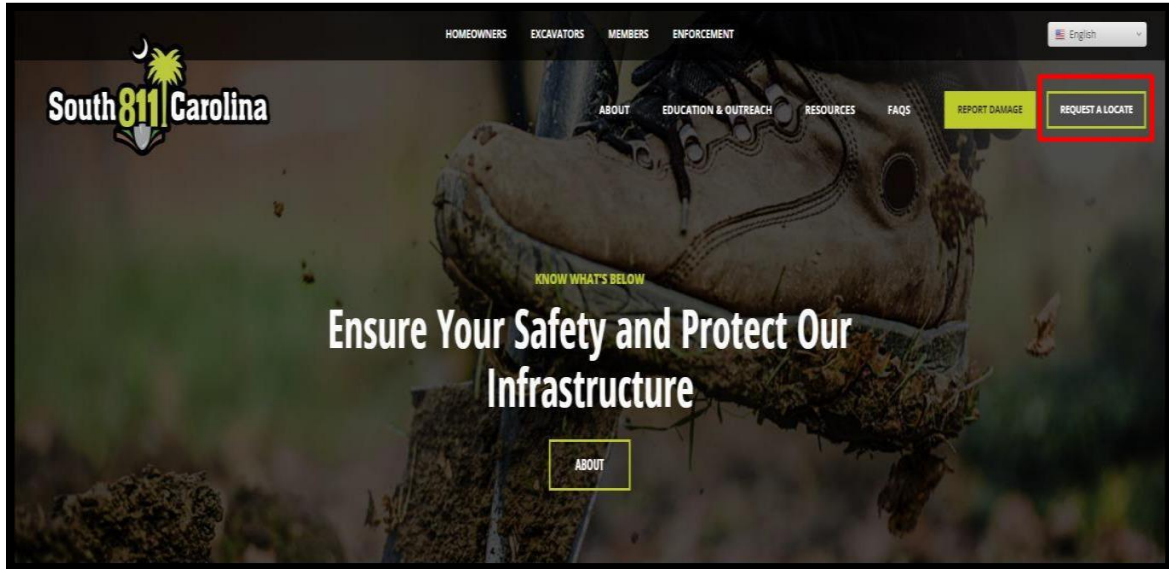 HOMEOWNERS EXCAVATORS MEMBERS ENFORCEMENT
English
South 811 Carolina
ABOUT EDUCATION & OUTREACH RESOURCES FAQS REPORT DAMAGE REQUEST A LOCATE
KNOW WHAT'S BELOW
Ensure Your Safety and Protect Our
Infrastructure
ABOUT